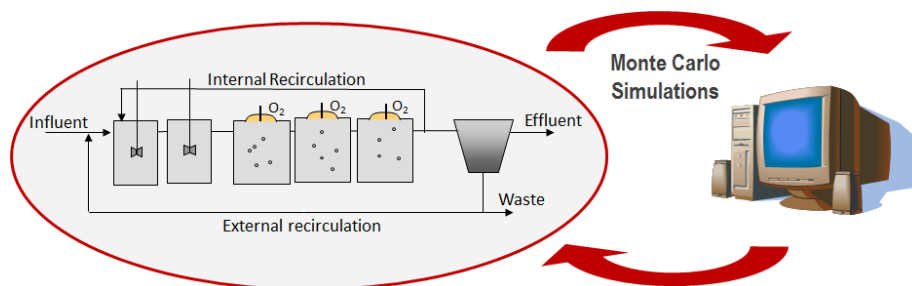 Monte Carlo
Simulations
Internal Recirculation
O2
O2
O2
Influent
Effluent
Waste
External recirculation